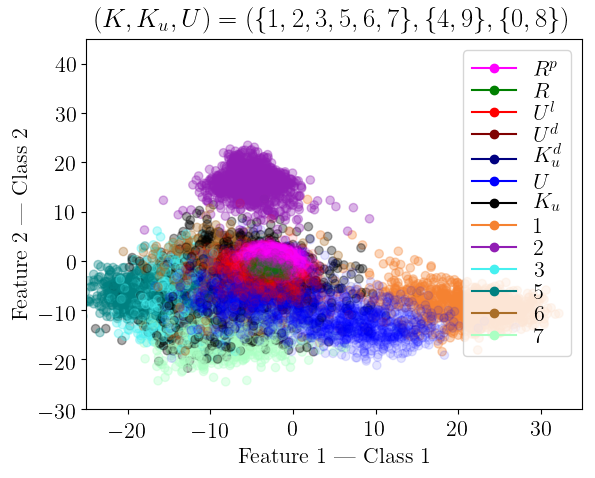 (K, K_u, U) = ({1, 2, 3, 5, 6, 7}, {4, 9}, {0, 8})
40
30
20
10
0
−10
−20
−30
−20
−10
0
10
20
30
Feature 2 — Class 2
Feature 1 — Class 1
R^p
R
U^l
U^d
K_u^d
U
K_u
1
2
3
5
6
7